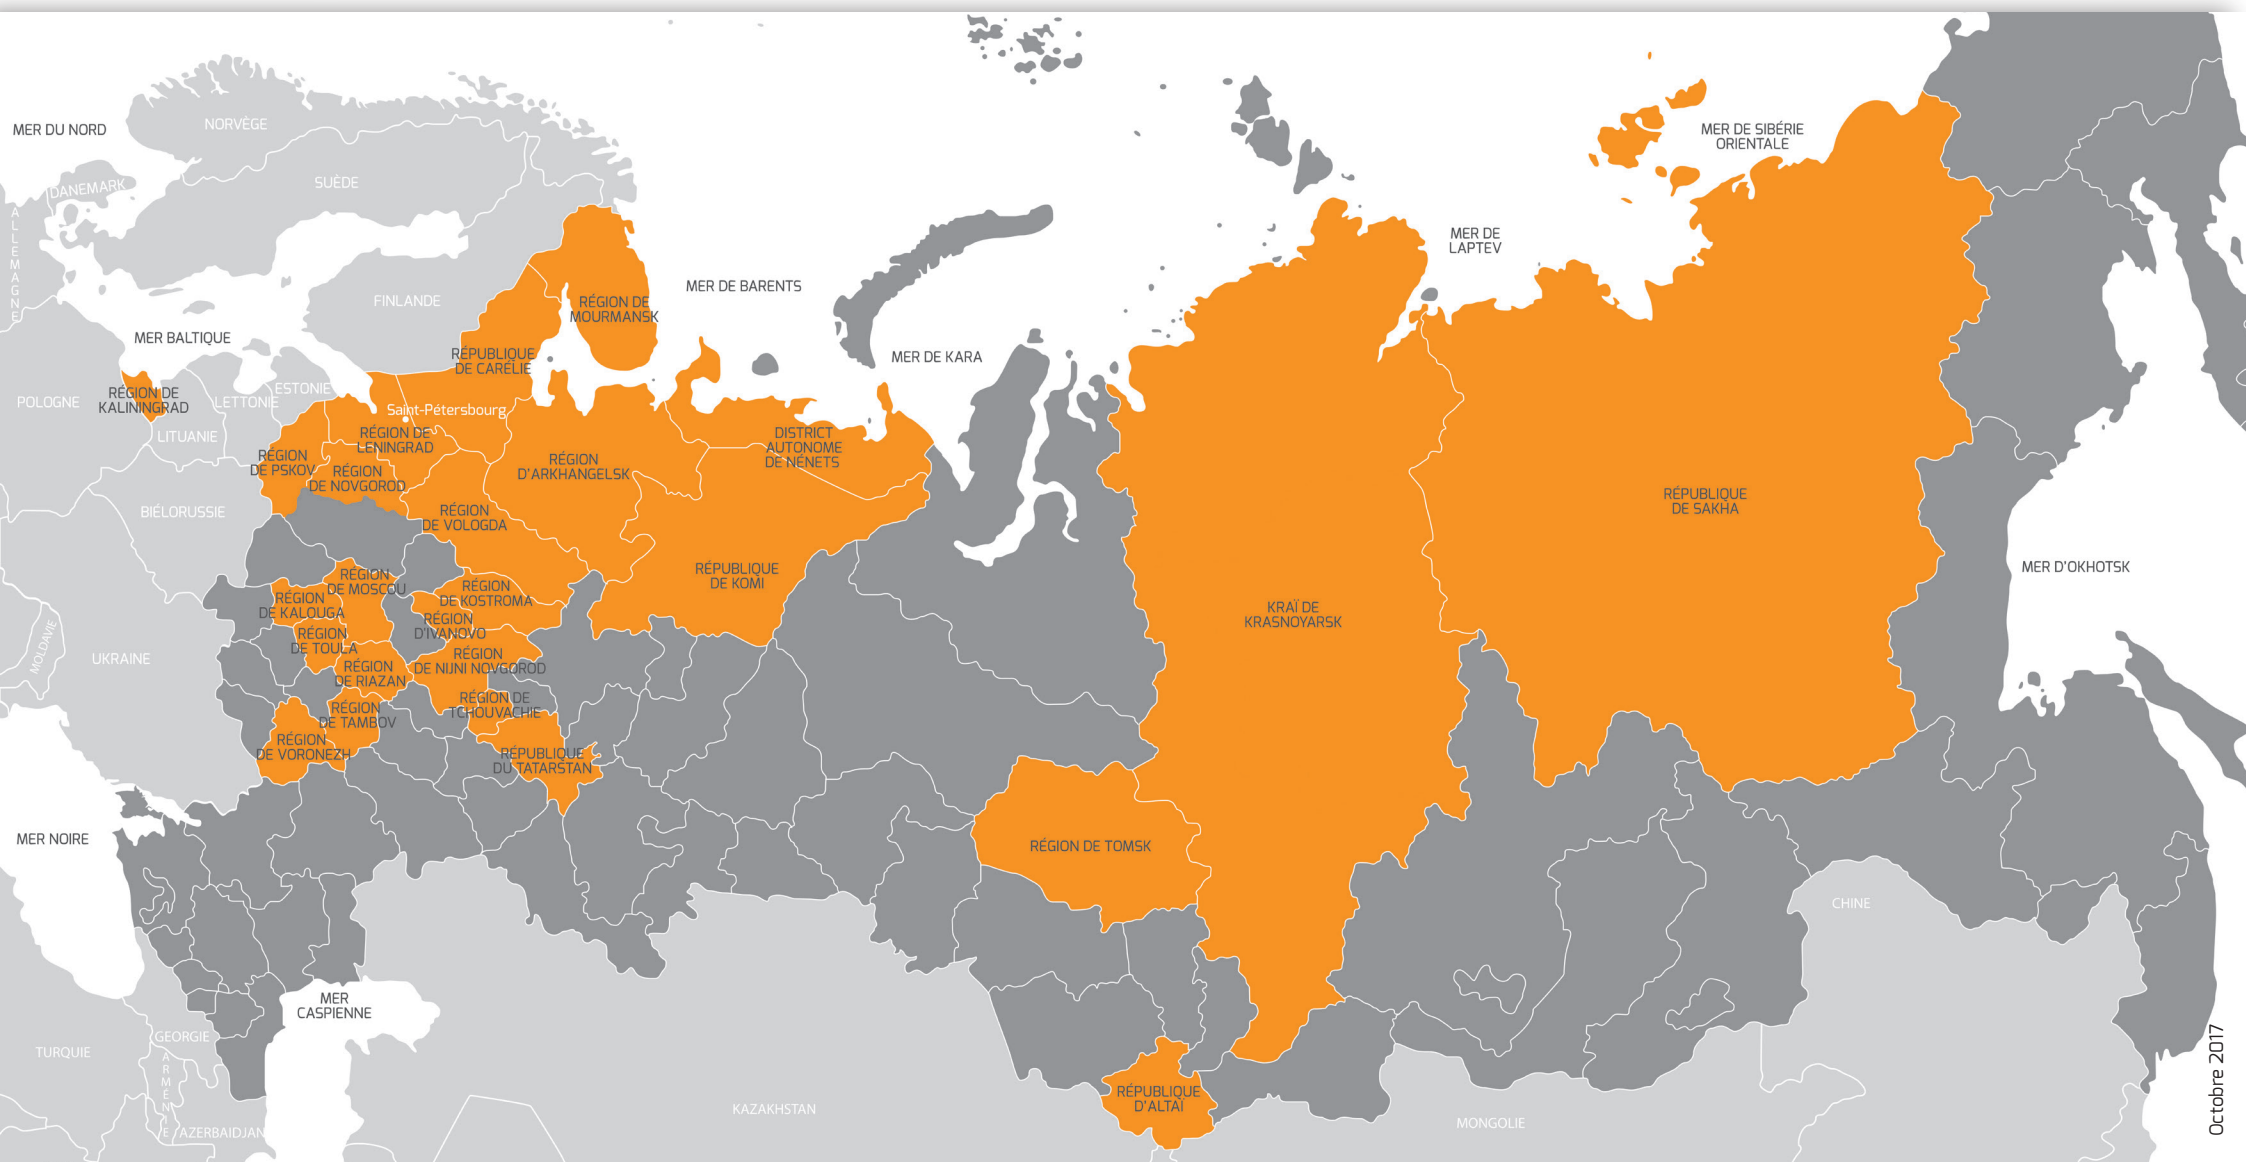 NORVÈGE
MER DU NORD
MER DE SIBÉRIE
ORIENTALE
DANEMARK
SUÈDE
ALLEMAGNE
MER DE
LAPTEV
MER DE BARENTS
FINLANDE
RÉGION DE
MOURMANSK
MER BALTIQUE
RÉPUBLIQUE
DE CARÉLIE
MER DE KARA
ESTONIE
RÉGION DE
KALININGRAD
POLOGNE
LETTONIE
Saint-Pétersbourg
LITUANIE
RÉGION DE
LENINGRAD
DISTRICT
AUTONOME
DE NÉNETS
RÉGION
DE PSKOV
RÉGION
DE NOVGOROD
RÉGION
D'ARKHANGELSK
RÉPUBLIQUE
DE SAKHA
BIÉLORUSSIE
RÉGION
DE VOLOGDA
MER D'OKHOTSK
RÉPUBLIQUE
DE KOMI
RÉGION
DE MOSCOU
RÉGION
DE KOSTROMA
RÉGION
DE KALOUGA
KRAÏ DE
KRASNOYARSK
RÉGION
D'IVANOVO
RÉGION
DE TOULA
MOLDAVIE
UKRAINE
RÉGION
DE NIJNI NOVGOROD
RÉGION
DE RIAZAN
RÉGION DE
TCHOUVACHIE
RÉGION
DE TAMBOV
RÉGION
DE VORONEZH
RÉPUBLIQUE
DU TATARSTAN
MER NOIRE
RÉGION DE TOMSK
CHINE
MER
CASPIENNE
GEORGIE
TURQUIE
ARMÉNIE
RÉPUBLIQUE
D'ALTAÏ
KAZAKHSTAN
MONGOLIE
AZERBAIDJAN
Octobre 2017